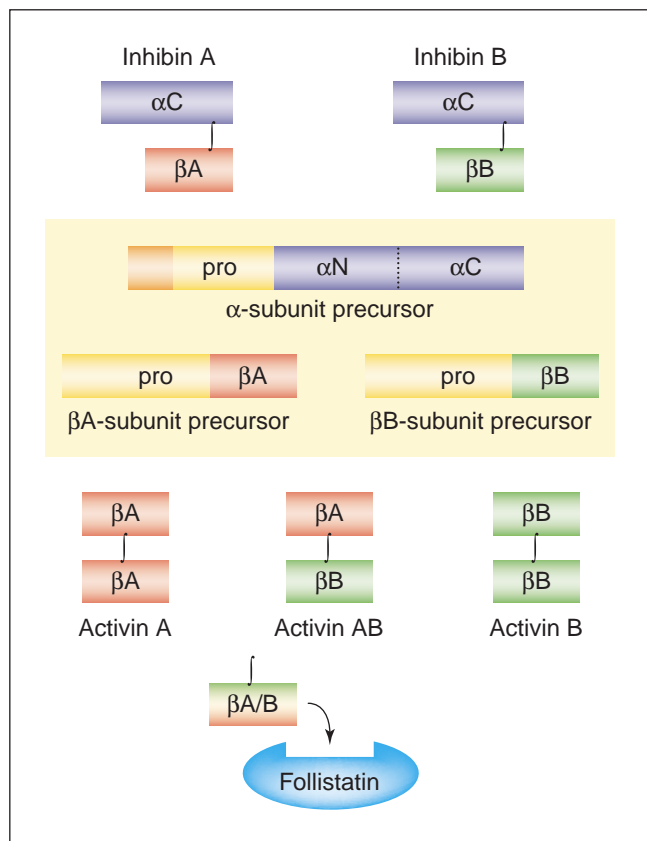 Inhibin A Inhibin B
αC αC
βA βB
pro αN αC
α-subunit precursor
pro βA pro βB
βA-subunit precursor βB-subunit precursor
βA βA βB
βA βB βB
Activin A Activin AB Activin B
βA/B
Follistatin